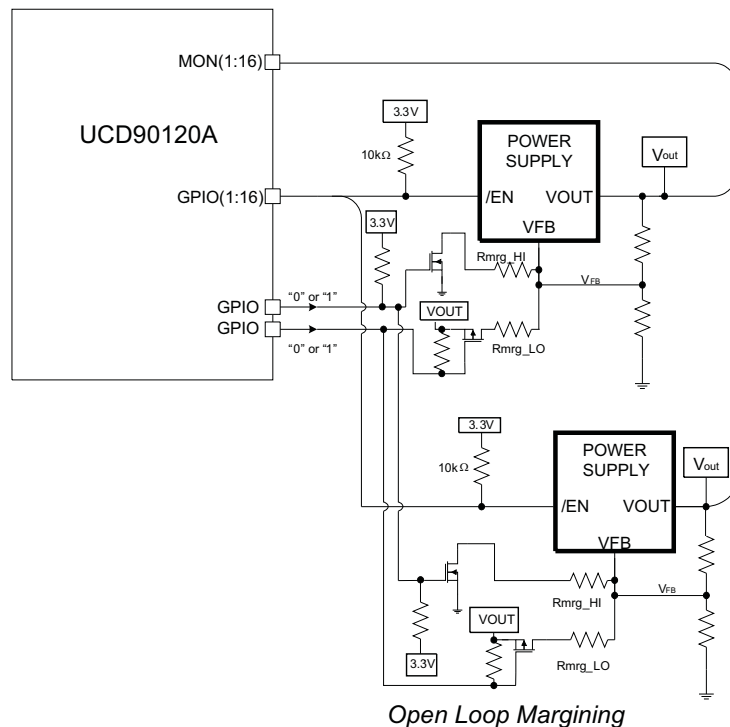 MON(1:16)
UCD90120A
GPIO(1:16)
GPIO
GPIO
“0” or “1”
“0” or “1”
3.3V
10kΩ
3.3V
POWER
SUPPLY
/EN
VOUT
VFB
Vout
Rmrg_HI
VFB
VOUT
Rmrg_LO
3.3V
10kΩ
POWER
SUPPLY
/EN
VOUT
VFB
Vout
Rmrg_HI
VFB
VOUT
3.3V
Rmrg_LO
Open Loop Margining